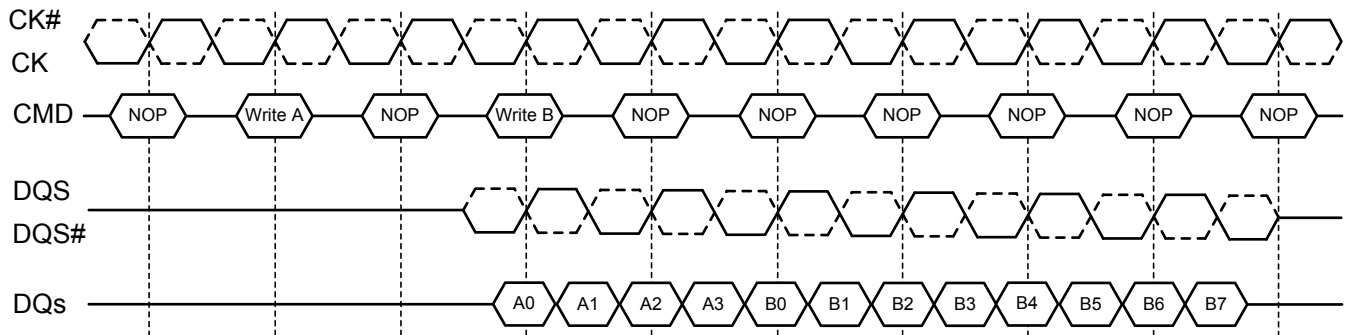 CK#
CK
CMD NOP Write A NOP Write B NOP NOP NOP NOP NOP NOP
DQS
DQS#
DQs A0 A1 A2 A3 B0 B1 B2 B3 B4 B5 B6 B7